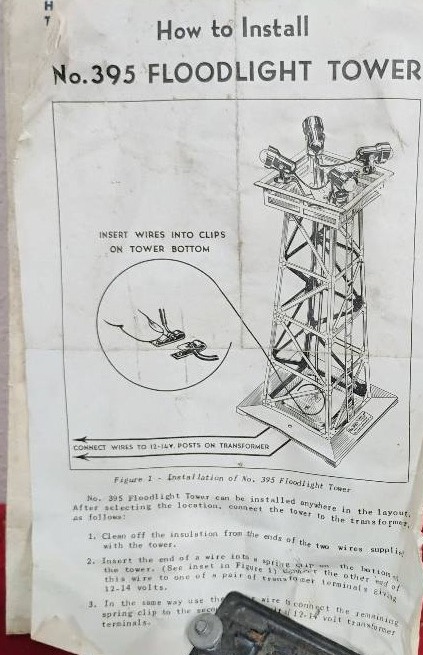 H
T
How to Install
No. 395 FLOODLIGHT TOWER
INSERT WIRES INTO CLIPS
ON TOWER BOTTOM
CONNECT WIRES TO 12-14V. POSTS ON TRANSFORMER
Figure 1 - Installation of No. 395 Floodlight Tower
No. 395 Floodlight Tower can be installed anywhere in the layout.
After selecting the location, connect the tower to the transformer,
as follows:
1. Clean off the insulation from the ends of the two wires supplied
with the tower.
2. Insert the end of a wire into a spring clip on the bottom of
the tower. (See inset in Figure 1) Connect the other end of
this wire to one of a pair of transformer terminals giving
12-14 volts.
3. In the same way use the wire to connect the remaining
spring clip to the 12-14 volt transformer
terminals.